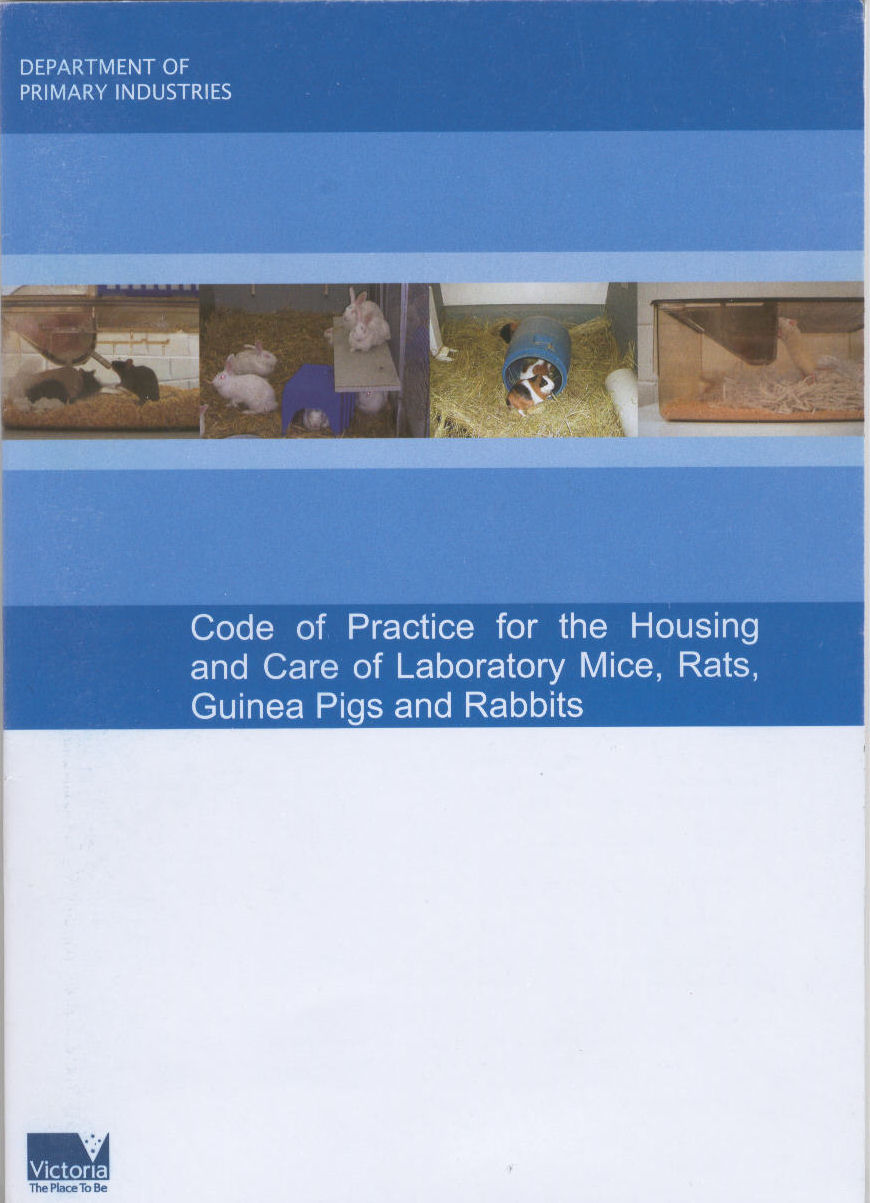 DEPARTMENT OF
PRIMARY INDUSTRIES
Code of Practice for the Housing
and Care of Laboratory Mice, Rats,
Guinea Pigs and Rabbits
Victoria
The Place To Be